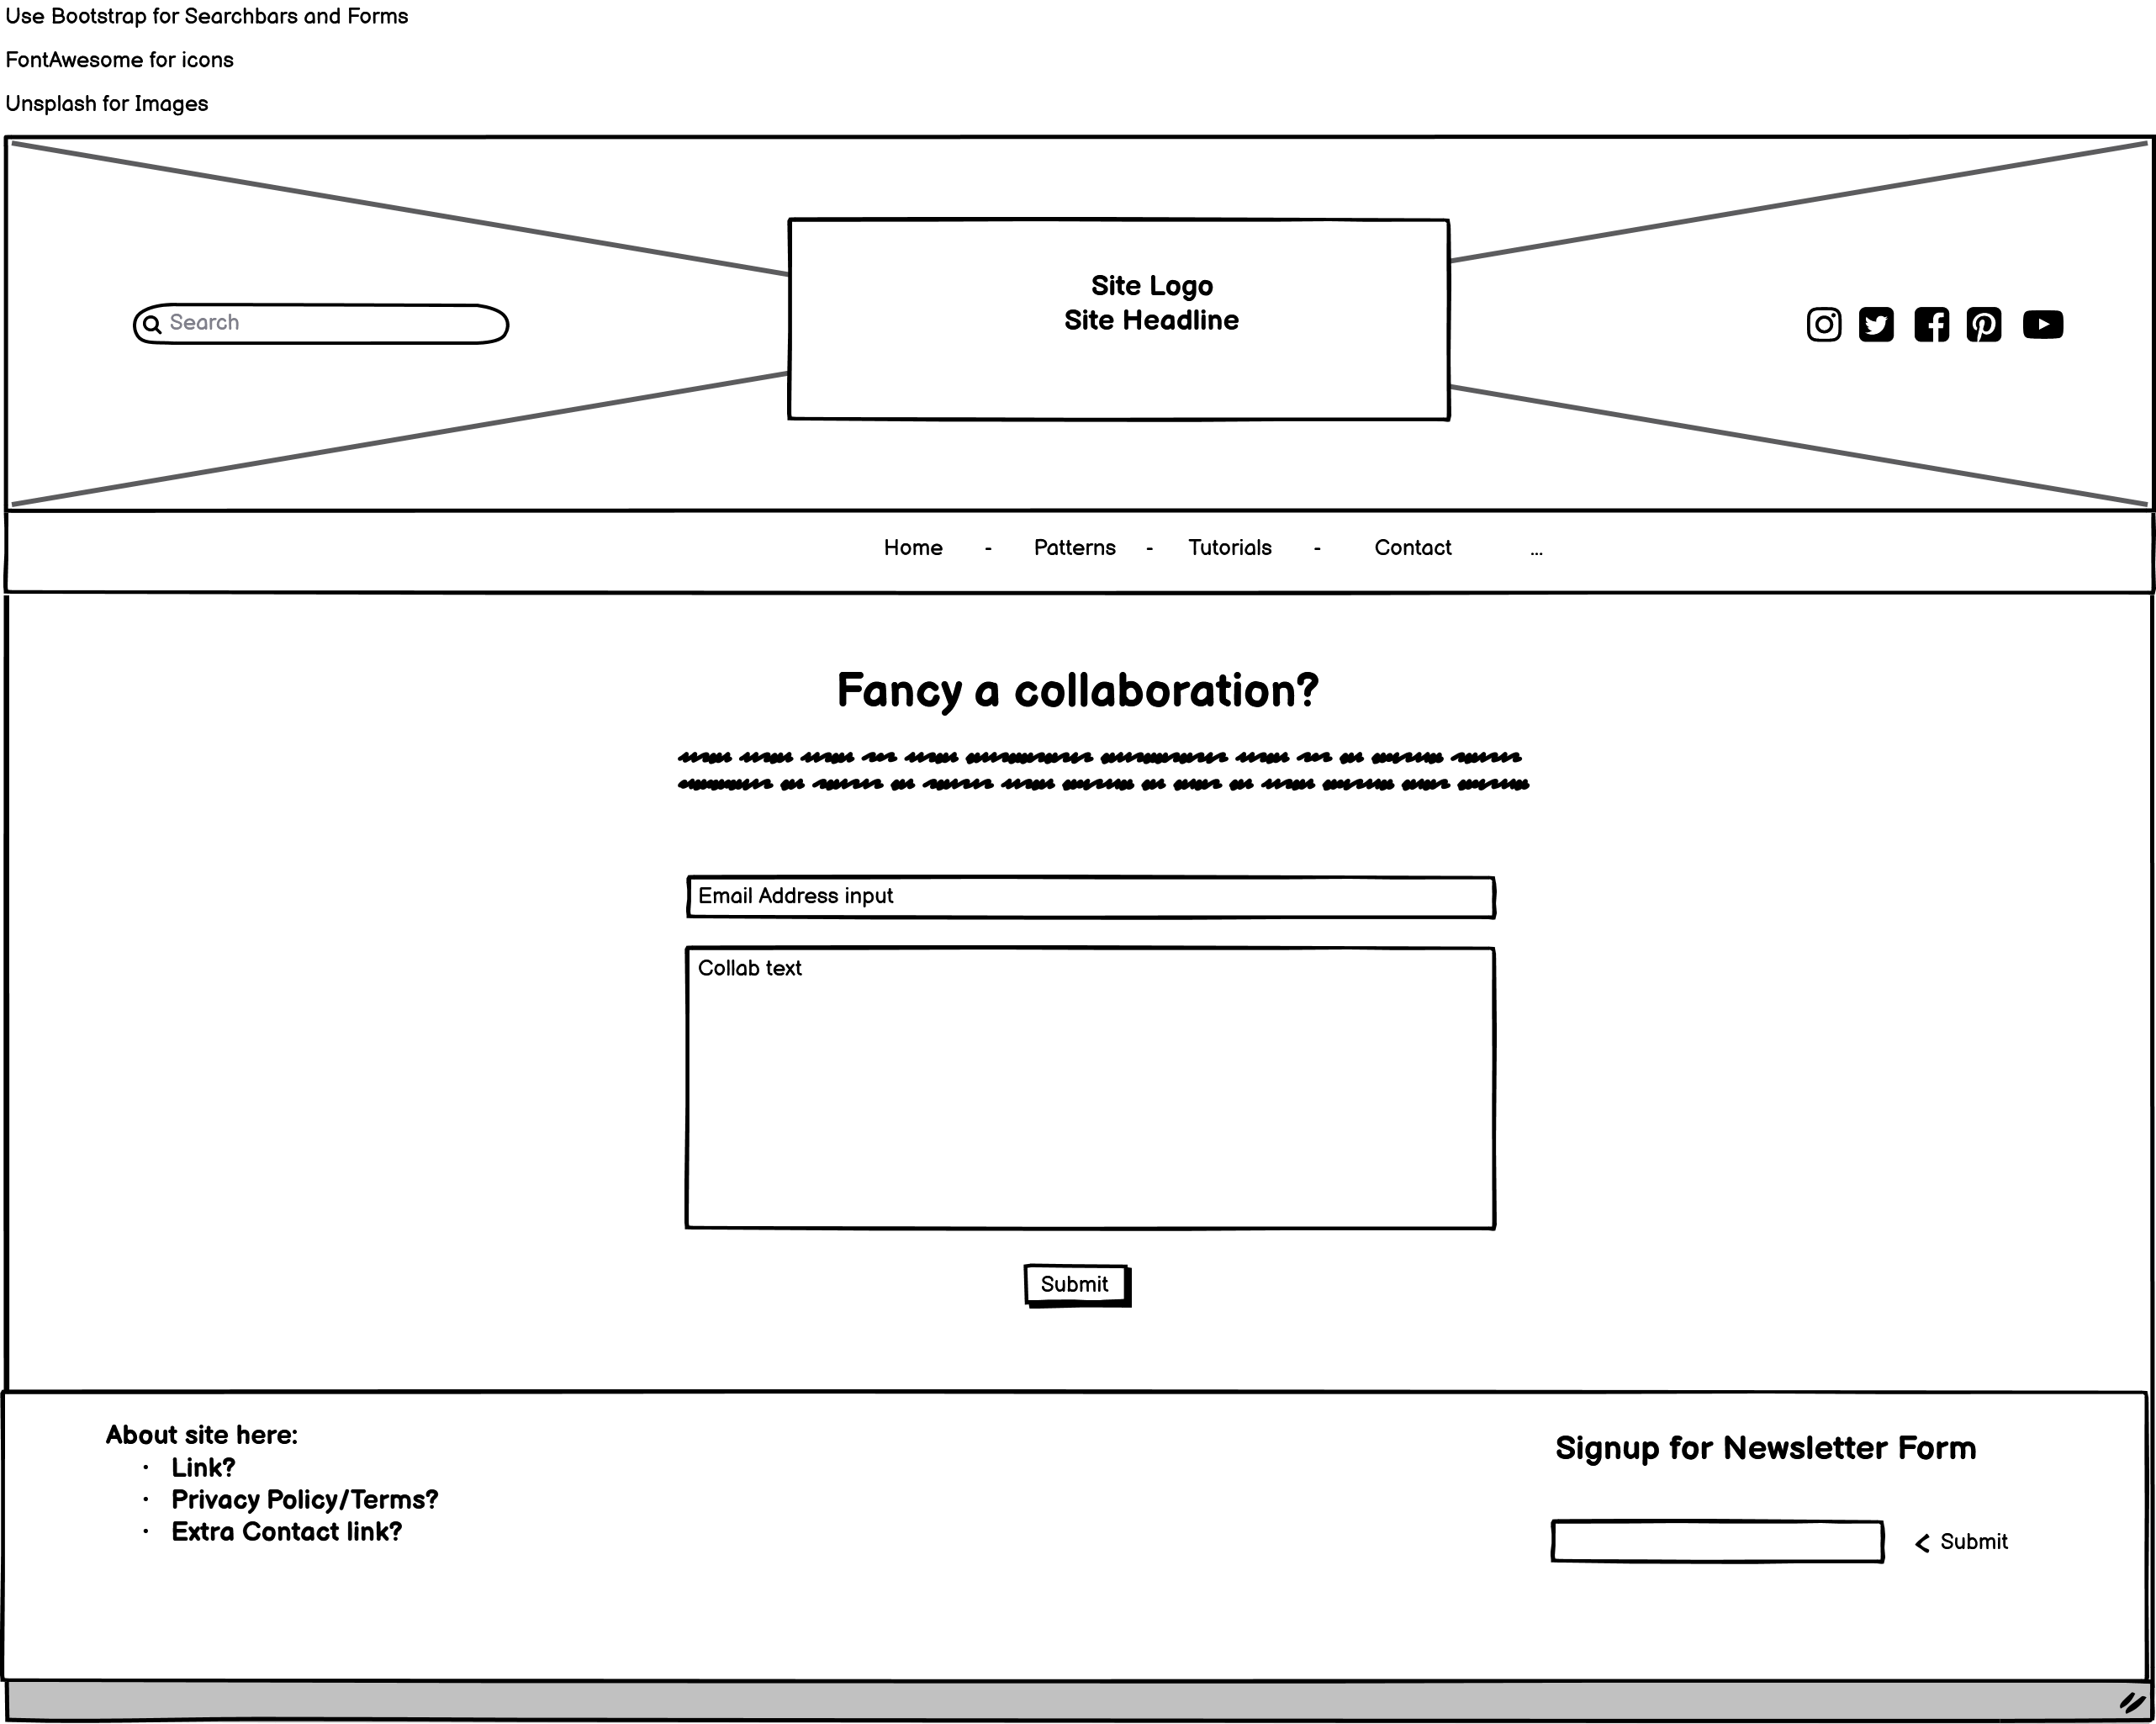 Use Bootstrap for Searchbars and Forms
FontAwesome for icons
Unsplash for Images
Search
Site Logo
Site Headline
Home - Patterns - Tutorials - Contact ...
Fancy a collaboration?
Email Address input
Collab text
Submit
About site here:
· Link?
· Privacy Policy/Terms?
· Extra Contact link?
Signup for Newsletter Form
< Submit